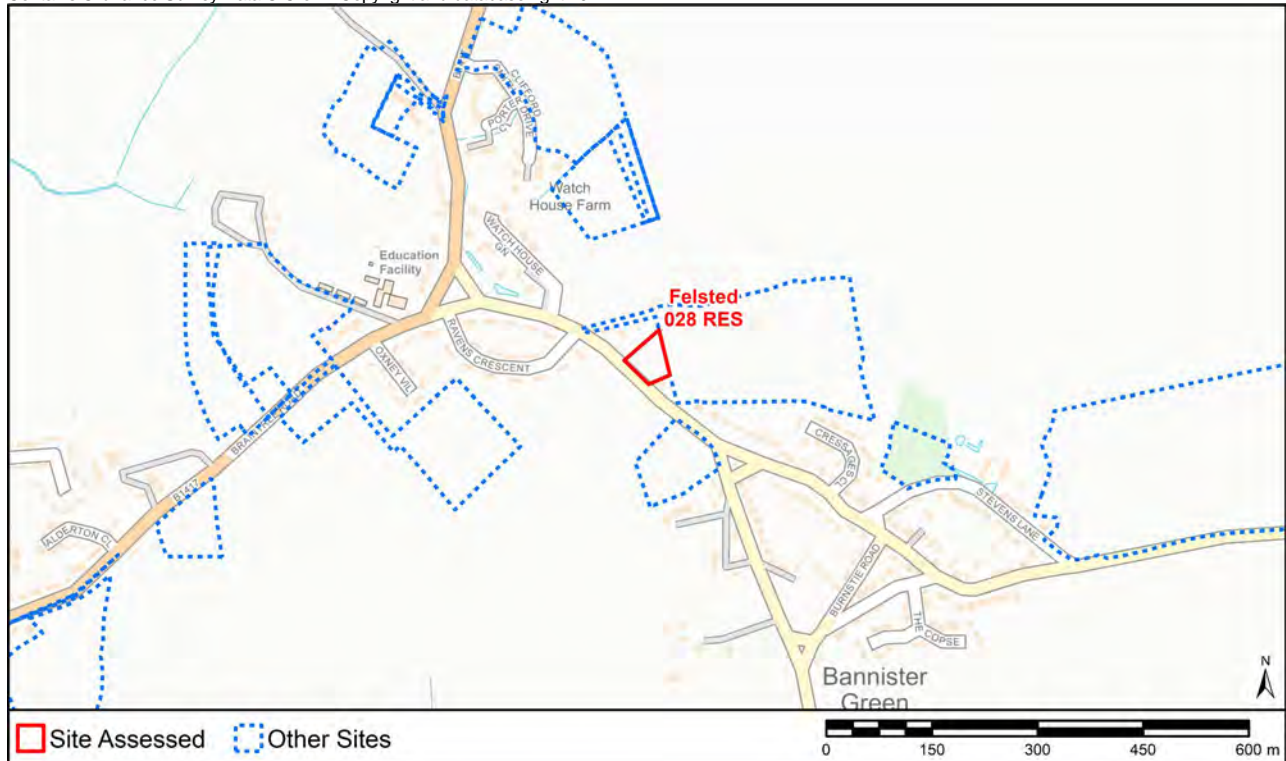 CLIFFORD
DRIVE
PORTER
Watch
House Farm
WATCH HOUSE
GN
Education
Facility
Felsted
028 RES
RAVENS CRESCENT
OXNEY VIL
B1417
ALDERTON CL
CRESSAGES CL
STEVENS LANE
BURNSTIE ROAD
THE COPSE
Bannister
Green
N
Site Assessed
Other Sites
0 150 300 450 600 m